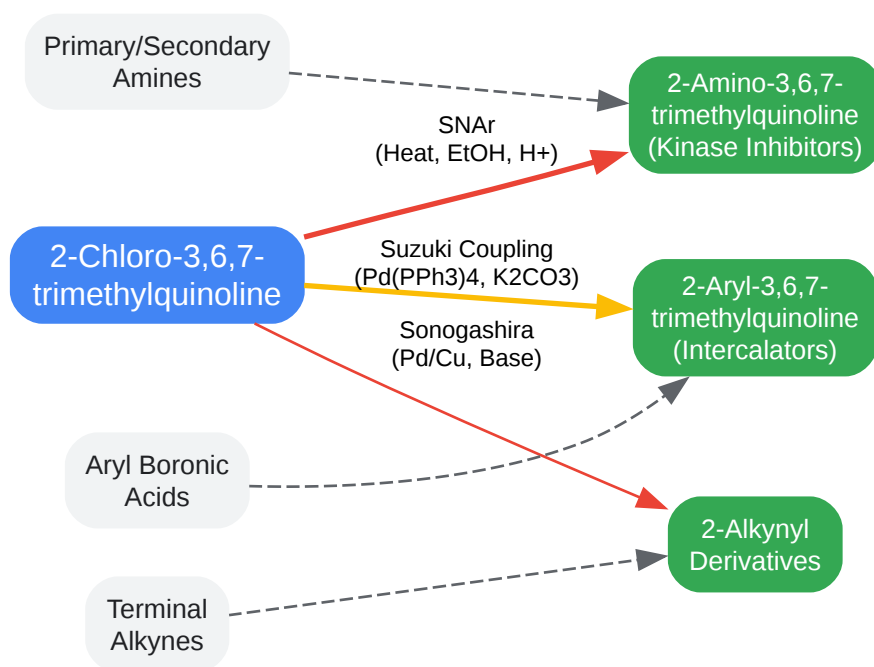 Primary/Secondary
Amines
2-Amino-3,6,7-
trimethylquinoline
(Kinase Inhibitors)
SNAr
(Heat, EtOH, H+)
2-Chloro-3,6,7-
trimethylquinoline
Suzuki Coupling
(Pd(PPh3)4, K2CO3)
2-Aryl-3,6,7-
trimethylquinoline
(Intercalators)
Sonogashira
(Pd/Cu, Base)
Aryl Boronic
Acids
2-Alkynyl
Derivatives
Terminal
Alkynes